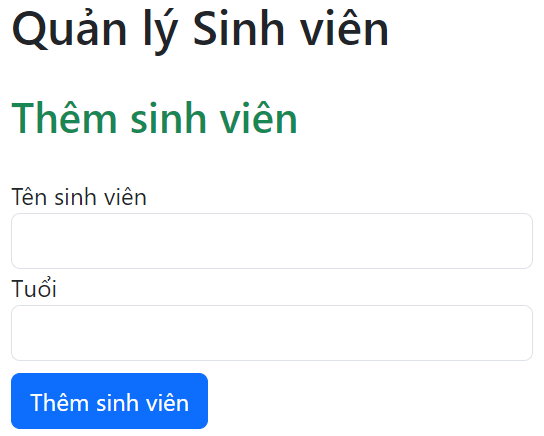 Quản lý Sinh viên
Thêm sinh viên
Tên sinh viên
Tuổi
Thêm sinh viên